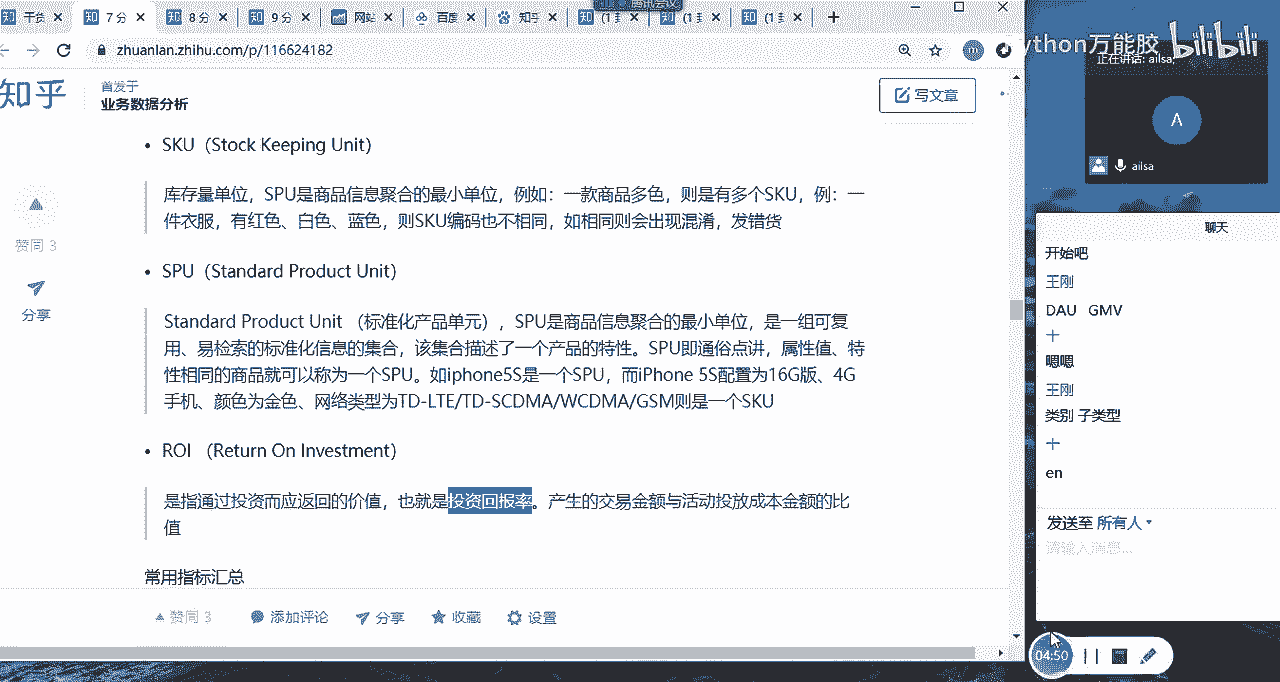 干货
7 分
8 分
9 分
网站
百度
知乎
(1 封
(1 封
(1 封
腾讯会议
zhuanlan.zhihu.com/p/116624182
ython万能胶 bilibili
正在讲话: ailsa;
A
ailsa
知乎
首发于
业务数据分析
写文章
SKU（Stock Keeping Unit）
库存量单位，SPU是商品信息聚合的最小单位，例如：一款商品多色，则是有多个SKU，例：一
件衣服，有红色、白色、蓝色，则SKU编码也不相同，如相同则会出现混淆，发错货
SPU（Standard Product Unit）
Standard Product Unit （标准化产品单元），SPU是商品信息聚合的最小单位，是一组可复
用、易检索的标准化信息的集合，该集合描述了一个产品的特性。SPU即通俗点讲，属性值、特
性相同的商品就可以称为一个SPU。如iphone5S是一个SPU，而iPhone 5S配置为16G版、4G
手机、颜色为金色、网络类型为TD-LTE/TD-SCDMA/WCDMA/GSM则是一个SKU
ROI （Return On Investment）
是指通过投资而应返回的价值，也就是投资回报率。产生的交易金额与活动投放成本金额的比
值
常用指标汇总
赞同 3
分享
赞同 3
添加评论
分享
收藏
设置
聊天
开始吧
王刚
DAU GMV
十
嗯嗯
王刚
类别 子类型
十
en
发送至 所有人
请输入消息...
04:50